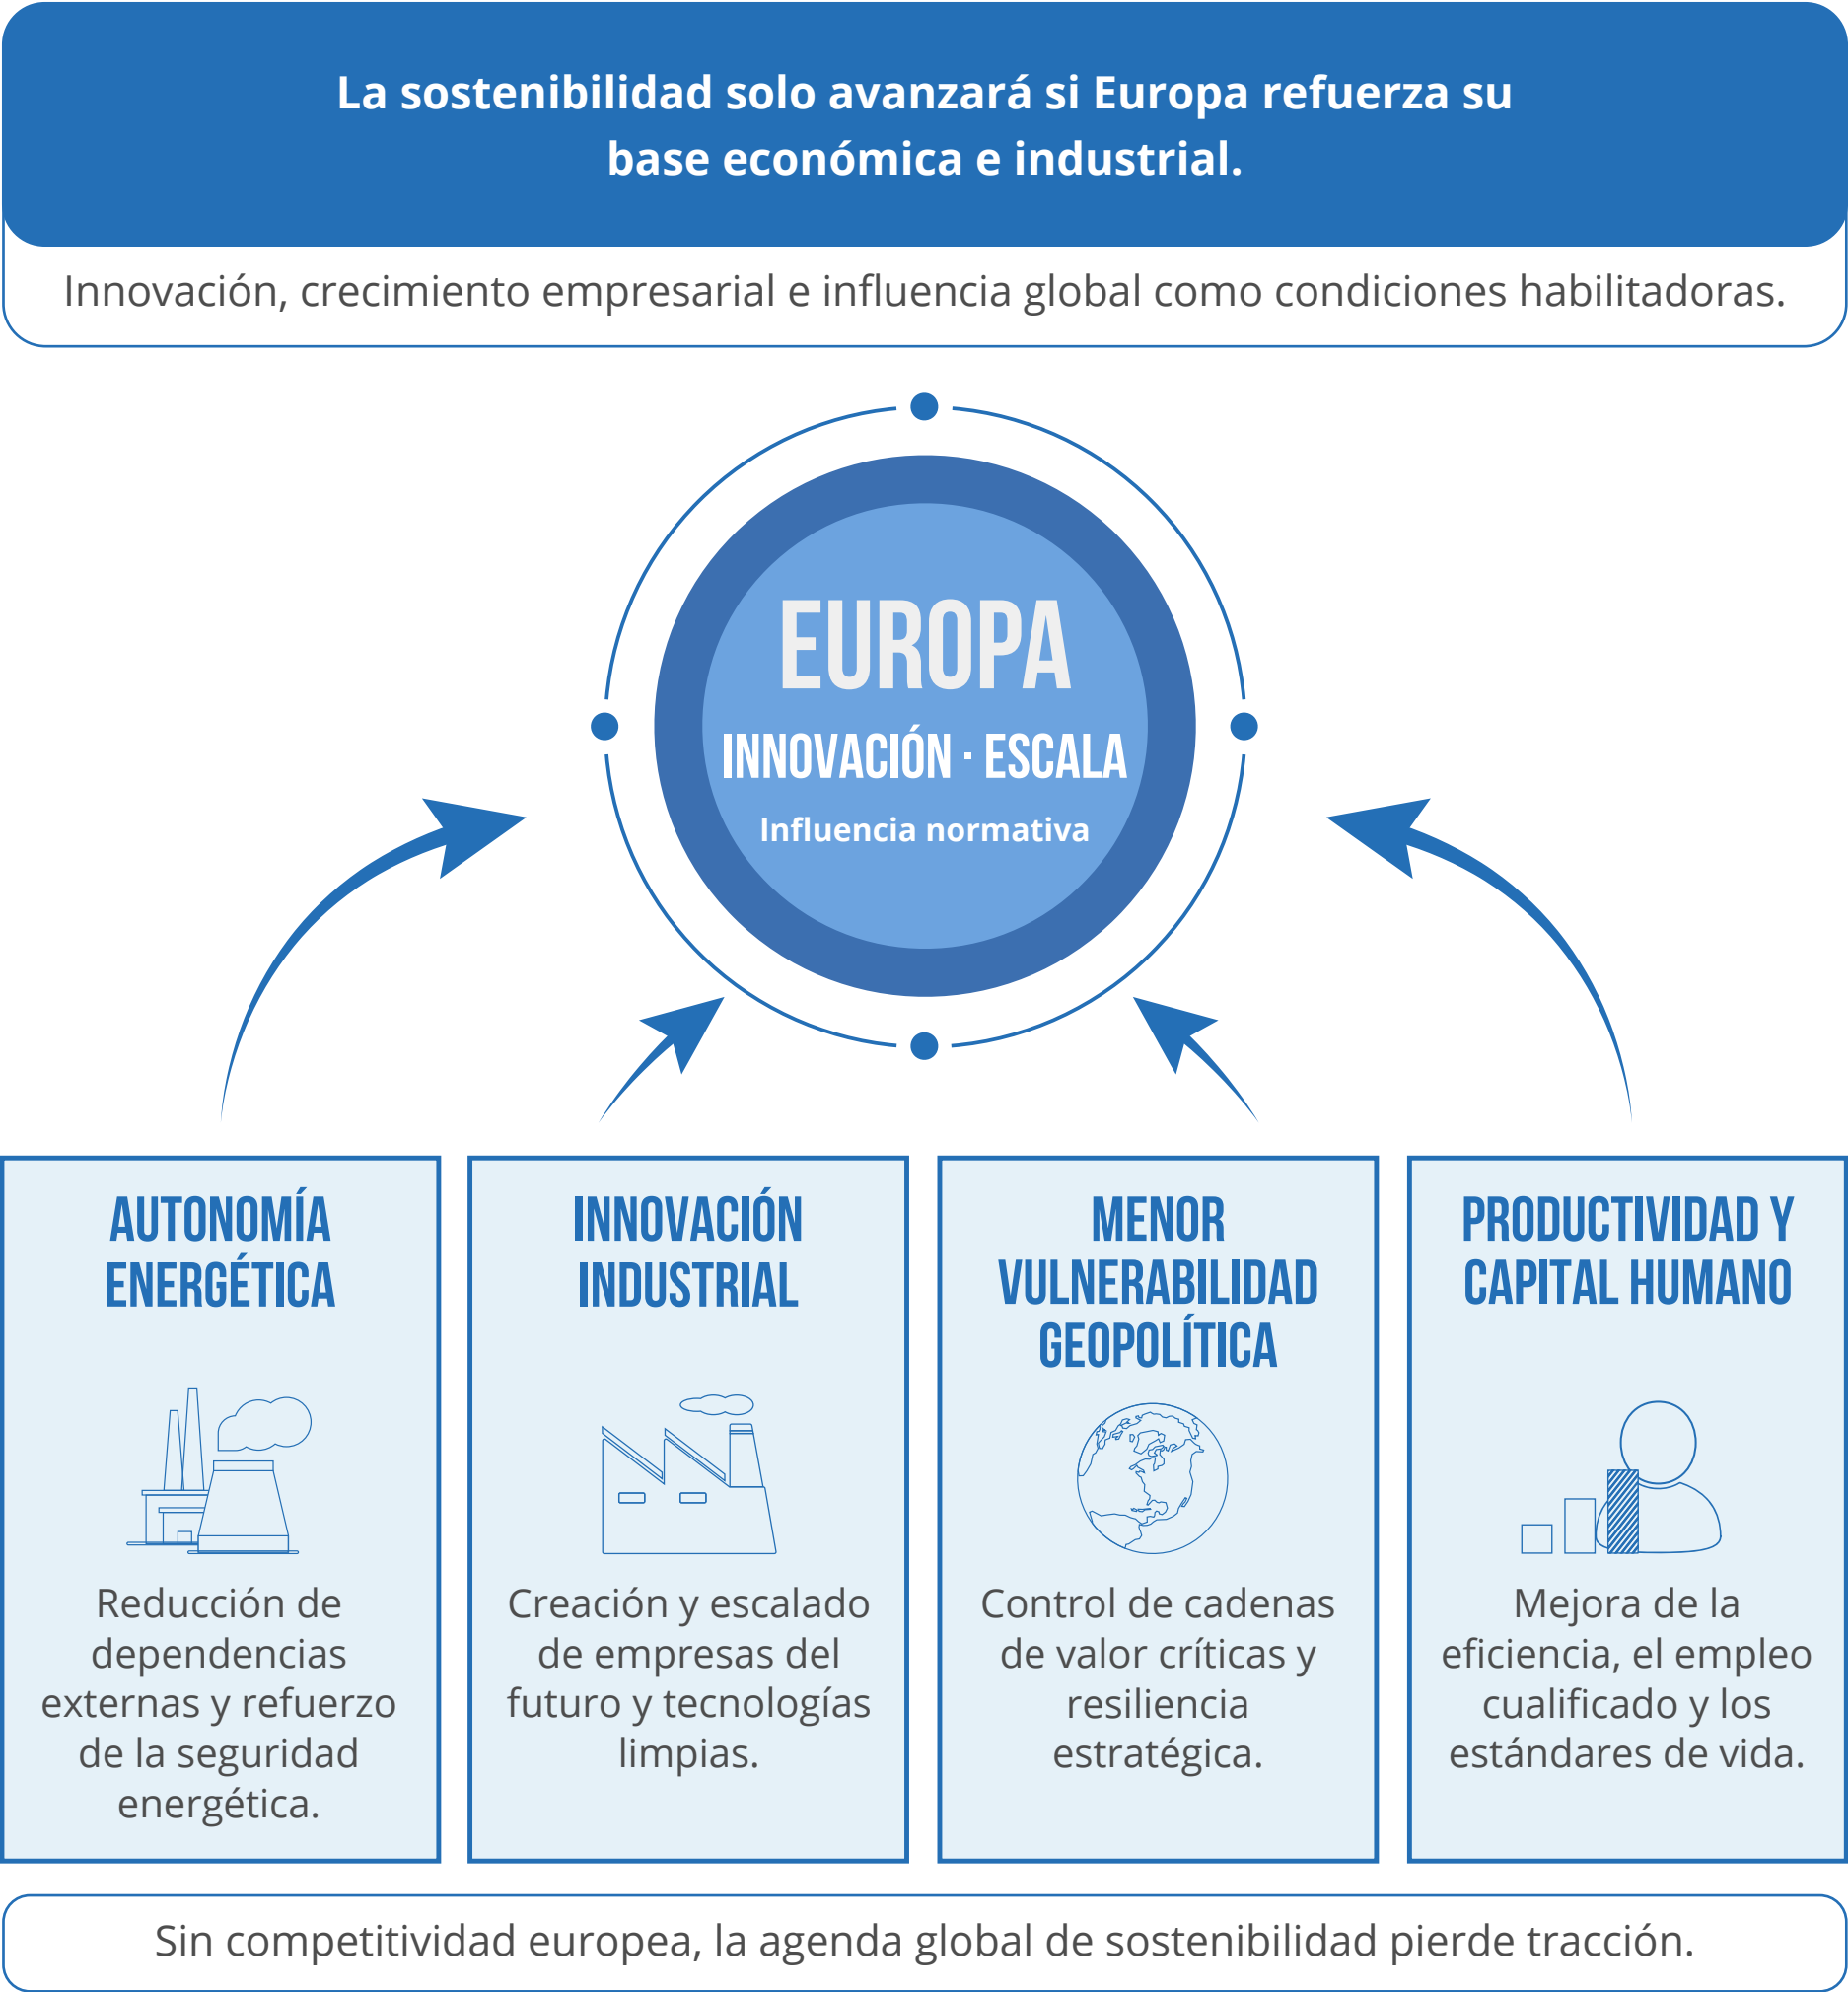 La sostenibilidad solo avanzará si Europa refuerza su
base económica e industrial.
Innovación, crecimiento empresarial e influencia global como condiciones habilitadoras.
EUROPA
INNOVACIÓN · ESCALA
Influencia normativa
AUTONOMÍA
ENERGÉTICA
Reducción de
dependencias
externas y refuerzo
de la seguridad
energética.
INNOVACIÓN
INDUSTRIAL
Creación y escalado
de empresas del
futuro y tecnologías
limpias.
MENOR
VULNERABILIDAD
GEOPOLÍTICA
Control de cadenas
de valor críticas y
resiliencia
estratégica.
PRODUCTIVIDAD Y
CAPITAL HUMANO
Mejora de la
eficiencia, el empleo
cualificado y los
estándares de vida.
Sin competitividad europea, la agenda global de sostenibilidad pierde tracción.